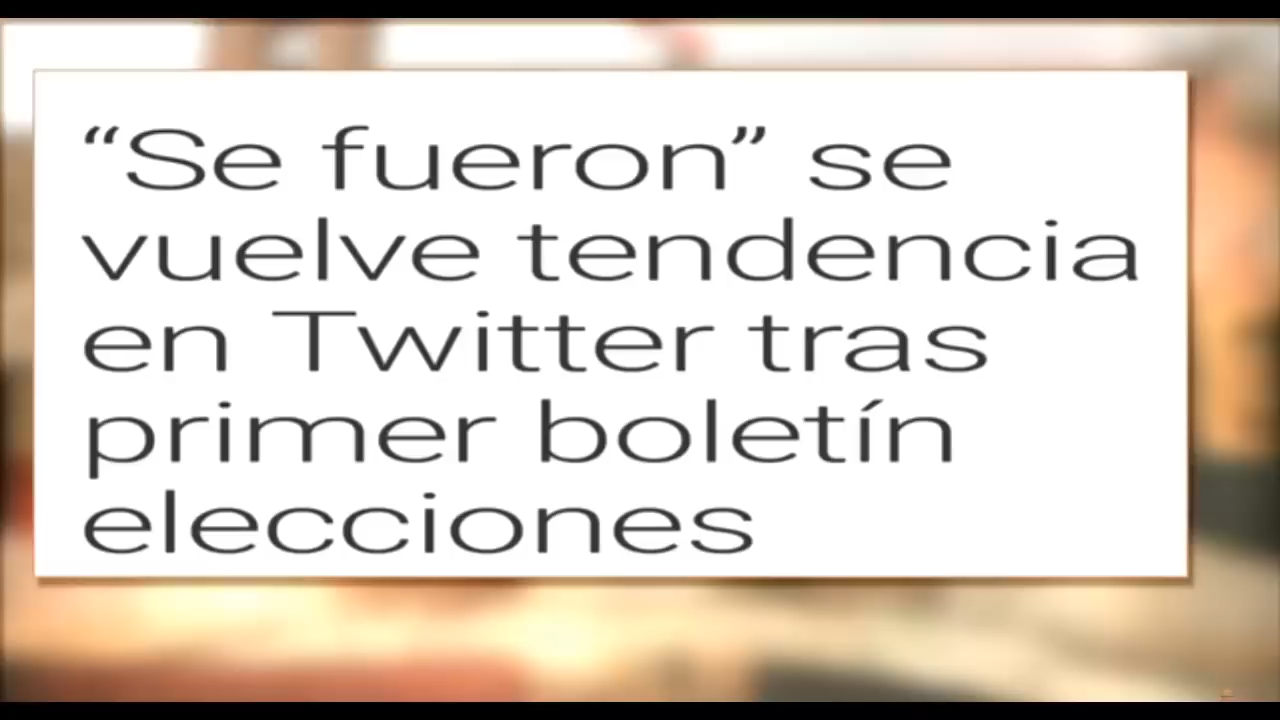 “Se fueron” se
vuelve tendencia
en Twitter tras
primer boletín
elecciones